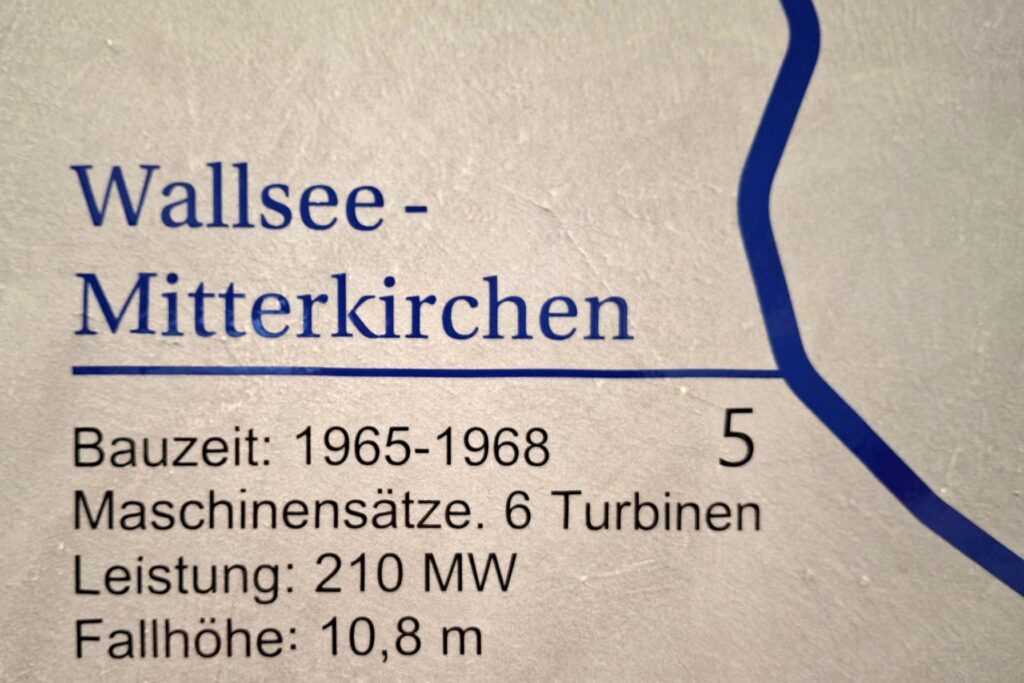 Wallsee -
Mitterkirchen
Bauzeit: 1965-1968
5
Maschinensätze. 6 Turbinen
Leistung: 210 MW
Fallhöhe: 10,8 m